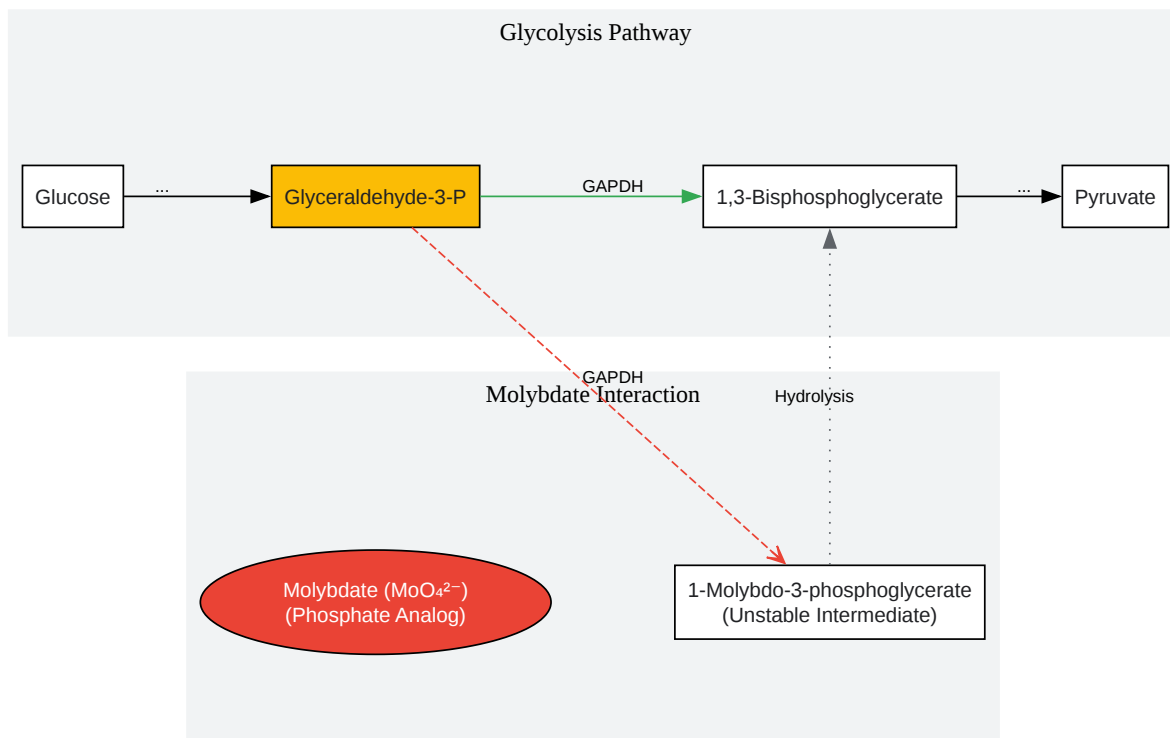 Glycolysis Pathway
Glucose
...
Glyceraldehyde-3-P
GAPDH
1,3-Bisphosphoglycerate
...
Pyruvate
GAPDH
Molybdate Interaction
Hydrolysis
Molybdate (MoO₄²⁻)
(Phosphate Analog)
1-Molybdo-3-phosphoglycerate
(Unstable Intermediate)